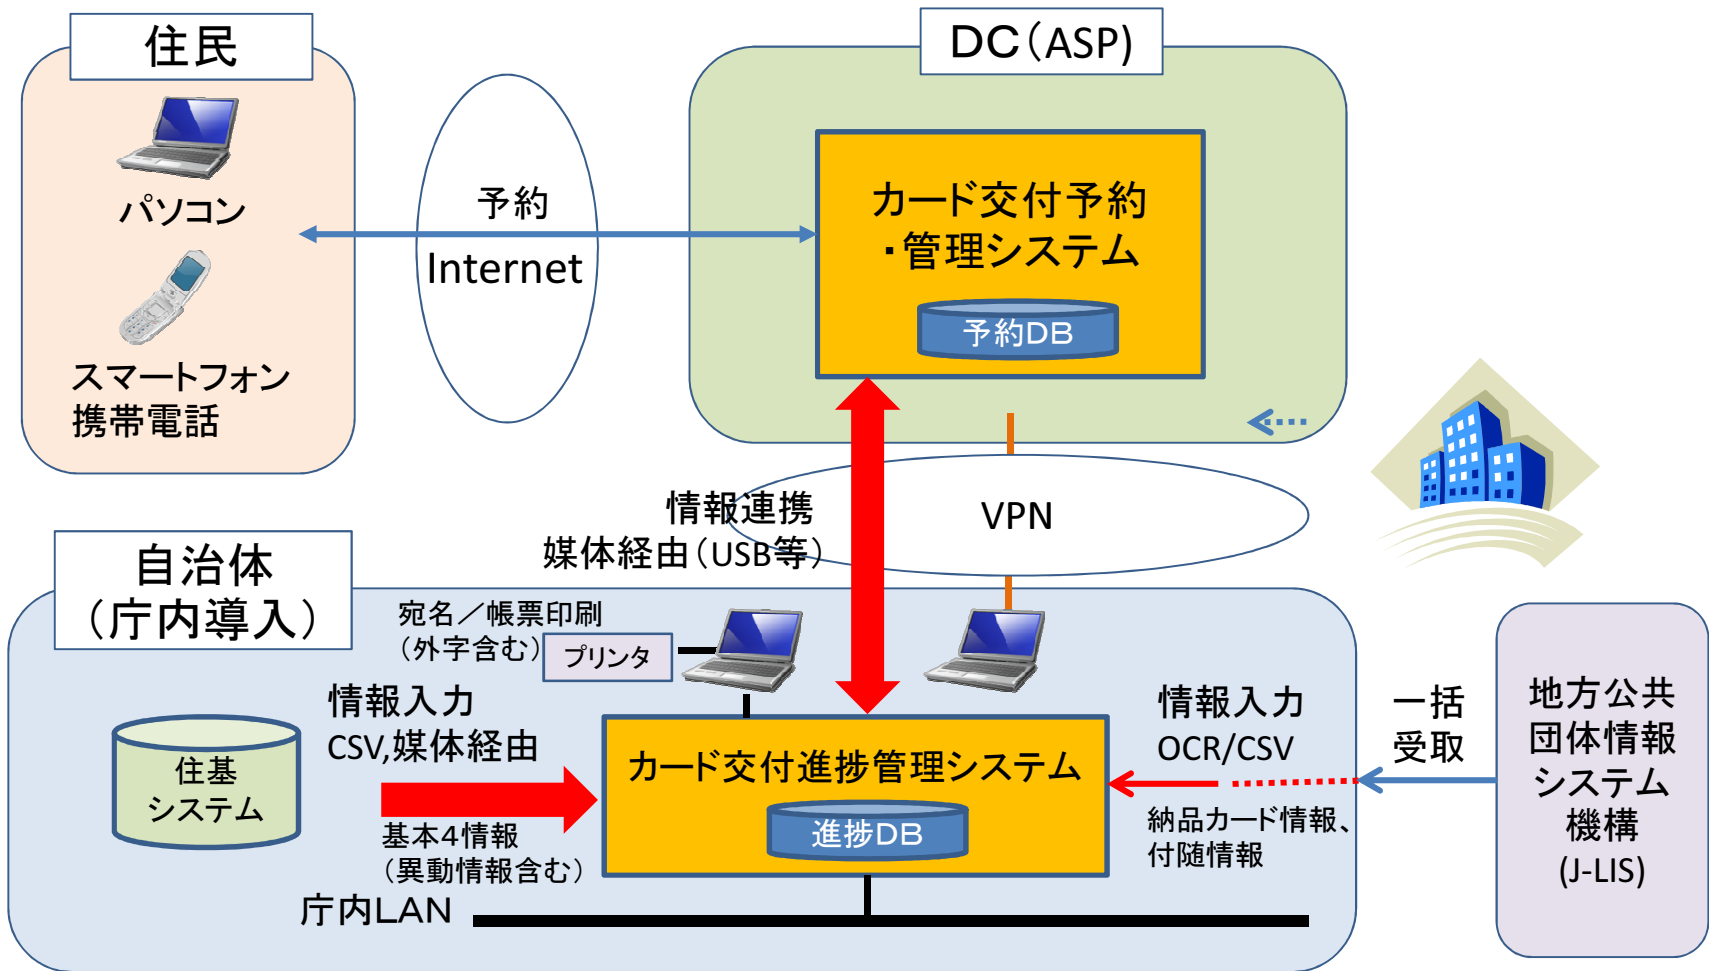 住民
パソコン
スマートフォン
携帯電話
予約
Internet
DC(ASP)
カード交付予約
・管理システム
予約DB
情報連携
媒体経由(USB等)
VPN
自治体
(庁内導入)
宛名／帳票印刷
(外字含む)
プリンタ
情報入力
CSV,媒体経由
住基
システム
基本4情報
(異動情報含む)
カード交付進捗管理システム
進捗DB
情報入力
OCR/CSV
納品カード情報、
付随情報
庁内LAN
一括
受取
地方公共
団体情報
システム
機構
(J-LIS)